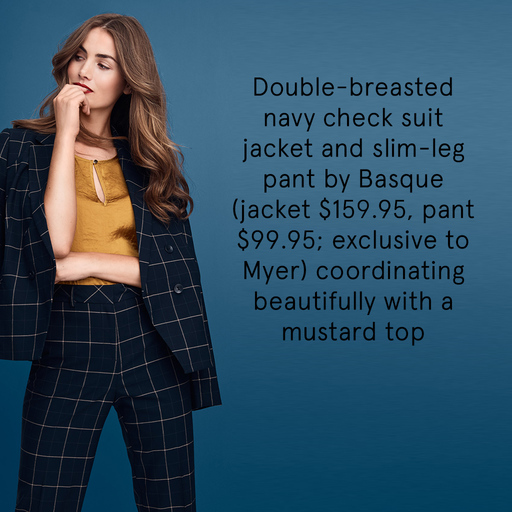 Double-breasted
navy check suit
jacket and slim-leg
pant by Basque
(jacket $159.95, pant
$99.95; exclusive to
Myer) coordinating
beautifully with a
mustard top